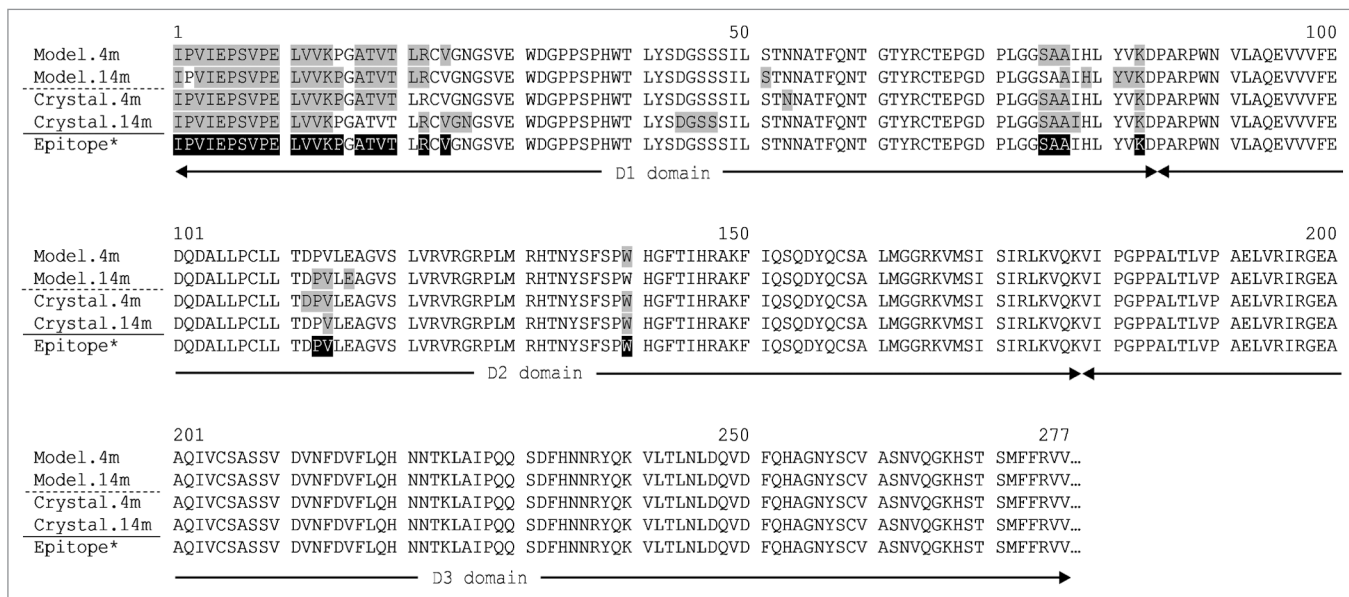 1 50 100
Model.4m IPVIEPSVPE LVVKPGATVT LRCVGNGSVE WDGPPSPHWT LYSDGSSSIL STNNATFQNT GTYRCTEPGD PLGGSAAIHL YVKDPARPWN VLAQEVVVFE
Model.14m IPVIEPSVPE LVVKPGATVT LRCVGNGSVE WDGPPSPHWT LYSDGSSSIL STNNATFQNT GTYRCTEPGD PLGGSAAIHL YVKDPARPWN VLAQEVVVFE
Crystal.4m IPVIEPSVPE LVVKPGATVT LRCVGNGSVE WDGPPSPHWT LYSDGSSSIL STNNATFQNT GTYRCTEPGD PLGGSAAIHL YVKDPARPWN VLAQEVVVFE
Crystal.14m IPVIEPSVPE LVVKPGATVT LRCVGNGSVE WDGPPSPHWT LYSDGSSSIL STNNATFQNT GTYRCTEPGD PLGGSAAIHL YVKDPARPWN VLAQEVVVFE
Epitope* IPVIEPSVPE LVVKPGATVT LRCVGNGSVE WDGPPSPHWT LYSDGSSSIL STNNATFQNT GTYRCTEPGD PLGGSAAIHL YVKDPARPWN VLAQEVVVFE
D1 domain
101 150 200
Model.4m DQDALLPCLL TDPVLEAGVS LVRVRGRPLM RHTNYSFSPW HGFTIHRAKF IQSQDYQCSA LMGGRKVMSI SIRLKVQKVI PGPPALTLVP AELVRIRGEA
Model.14m DQDALLPCLL TDPVLEAGVS LVRVRGRPLM RHTNYSFSPW HGFTIHRAKF IQSQDYQCSA LMGGRKVMSI SIRLKVQKVI PGPPALTLVP AELVRIRGEA
Crystal.4m DQDALLPCLL TDPVLEAGVS LVRVRGRPLM RHTNYSFSPW HGFTIHRAKF IQSQDYQCSA LMGGRKVMSI SIRLKVQKVI PGPPALTLVP AELVRIRGEA
Crystal.14m DQDALLPCLL TDPVLEAGVS LVRVRGRPLM RHTNYSFSPW HGFTIHRAKF IQSQDYQCSA LMGGRKVMSI SIRLKVQKVI PGPPALTLVP AELVRIRGEA
Epitope* DQDALLPCLL TDPVLEAGVS LVRVRGRPLM RHTNYSFSPW HGFTIHRAKF IQSQDYQCSA LMGGRKVMSI SIRLKVQKVI PGPPALTLVP AELVRIRGEA
D2 domain
201 250 277
Model.4m AQIVCSASSV DVNFDVFLQH NNTKLAIPQQ SDFHNNRYQK VLTLNLDQVD FQHAGNYSCV ASNVQGKHST SMFFRVV…
Model.14m AQIVCSASSV DVNFDVFLQH NNTKLAIPQQ SDFHNNRYQK VLTLNLDQVD FQHAGNYSCV ASNVQGKHST SMFFRVV…
Crystal.4m AQIVCSASSV DVNFDVFLQH NNTKLAIPQQ SDFHNNRYQK VLTLNLDQVD FQHAGNYSCV ASNVQGKHST SMFFRVV…
Crystal.14m AQIVCSASSV DVNFDVFLQH NNTKLAIPQQ SDFHNNRYQK VLTLNLDQVD FQHAGNYSCV ASNVQGKHST SMFFRVV…
Epitope* AQIVCSASSV DVNFDVFLQH NNTKLAIPQQ SDFHNNRYQK VLTLNLDQVD FQHAGNYSCV ASNVQGKHST SMFFRVV…
D3 domain